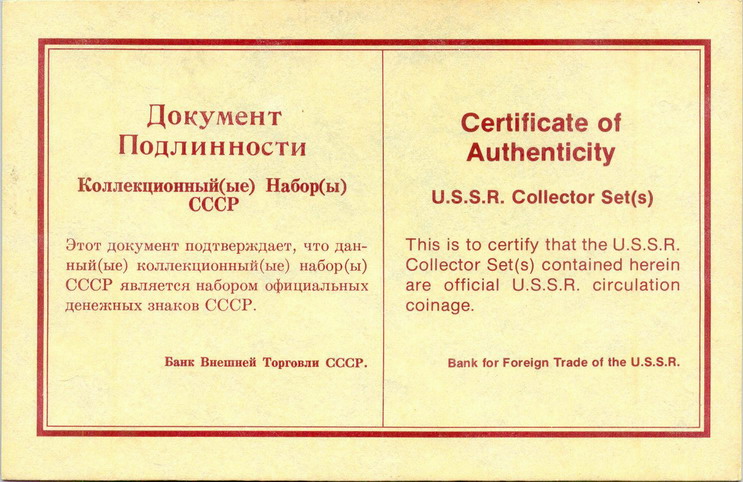 Документ
Подлинности
Коллекционный(ые) Набор(ы)
СССР
Этот документ подтверждает, что дан-
ный(ые) коллекционный(ые) набор(ы)
СССР является набором официальных
денежных знаков СССР.
Банк Внешней Торговли СССР.
Certificate of
Authenticity
U.S.S.R. Collector Set(s)
This is to certify that the U.S.S.R.
Collector Set(s) contained herein
are official U.S.S.R. circulation
coinage.
Bank for Foreign Trade of the U.S.S.R.